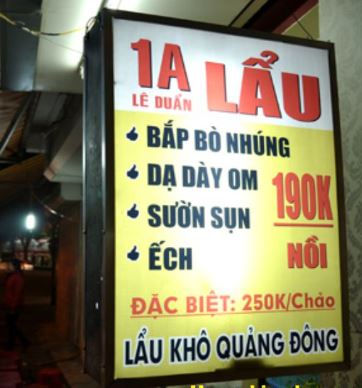 1A LẨU
LÊ DUẨN
BẮP BÒ NHÚNG
DẠ DÀY OM
SƯỜN SỤN
ẾCH
190K
NỒI
ĐẶC BIỆT: 250K/Chảo
LẨU KHÔ QUẢNG ĐÔNG